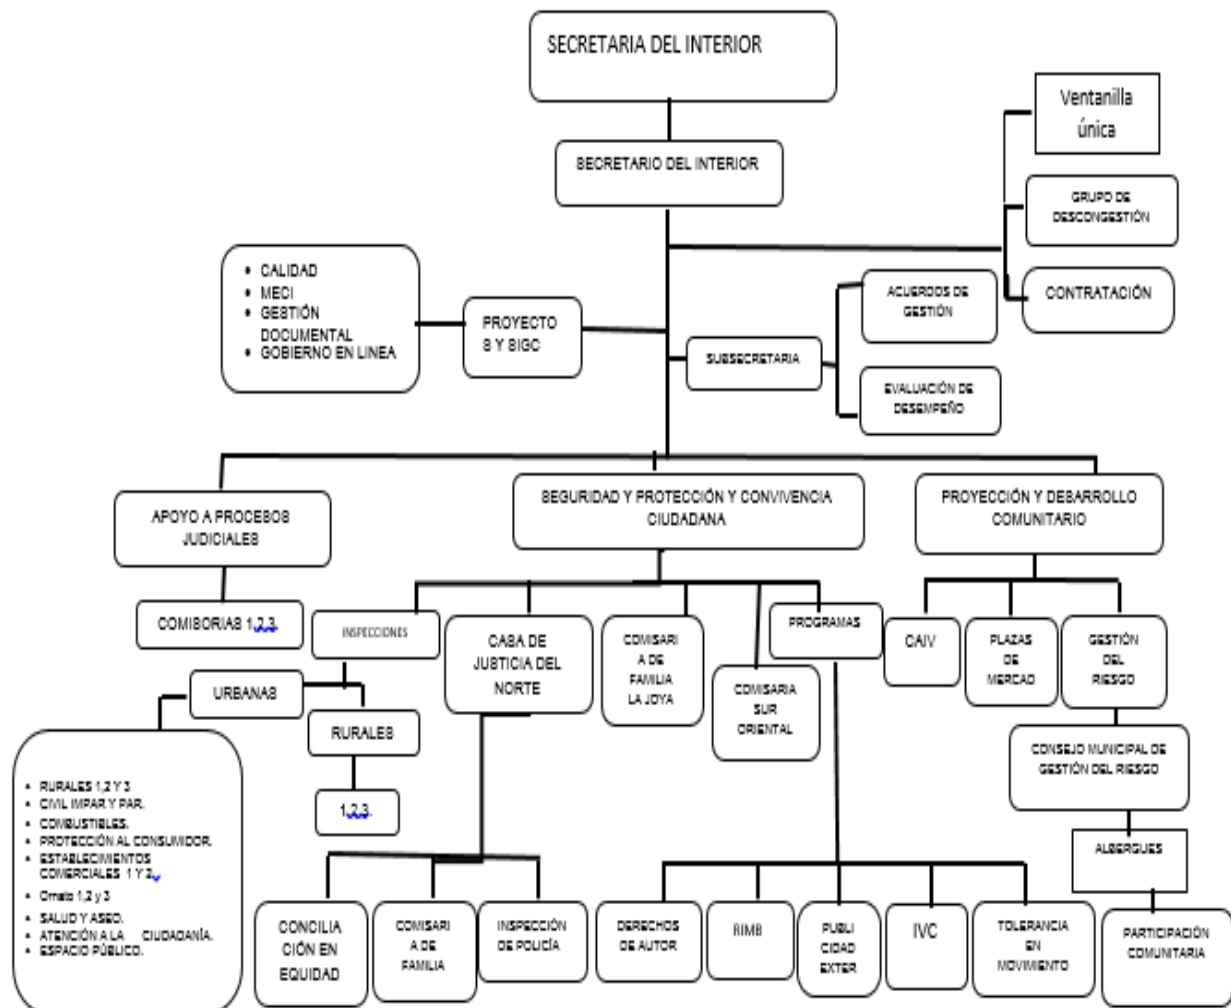 SECRETARIA DEL INTERIOR
Ventanilla
única
SECRETARIO DEL INTERIOR
GRUPO DE
DESCONGESTIÓN
CONTRATACIÓN
• CALIDAD
• MECI
• GESTIÓN
DOCUMENTAL
• GOBIERNO EN LINEA
PROYECTO
S Y SIGC
ACUERDOS DE
GESTIÓN
SUBSECRETARIA
EVALUACIÓN DE
DESEMPEÑO
APOYO A PROCESOS
JUDICIALES
SEGURIDAD Y PROTECCIÓN Y CONVIVENCIA
CIUDADANA
PROYECCIÓN Y DESARROLLO
COMUNITARIO
COMISORIAS 1,2,3.
INSPECCIONES
CASA DE
JUSTICIA DEL
NORTE
COMISARI
A DE
FAMILIA
LA JOYA
COMISARIA
SUR
ORIENTAL
PROGRAMAS
CAIV
PLAZAS
DE
MERCAD
GESTIÓN
DEL
RIESGO
URBANAS
RURALES
1,2,3.
CONSEJO MUNICIPAL DE
GESTIÓN DEL RIESGO
ALBERGUES
PARTICIPACIÓN
COMUNITARIA
• RURALES 1,2 Y 3
• CIVIL IMPAR Y PAR.
• COMBUSTIBLES.
• PROTECCIÓN AL CONSUMIDOR.
• ESTABLECIMIENTOS
COMERCIALES 1 Y 2.
• Ornato 1,2 y 3
• SALUD Y ASEO.
• ATENCIÓN A LA CIUDADANÍA.
• ESPACIO PÚBLICO.
CONCILIA
CIÓN EN
EQUIDAD
COMISARI
A DE
FAMILIA
INSPECCIÓN
DE POLICÍA
DERECHOS
DE AUTOR
RIMB
PUBLI
CIDAD
EXTER
IVC
TOLERANCIA
EN
MOVIMIENTO